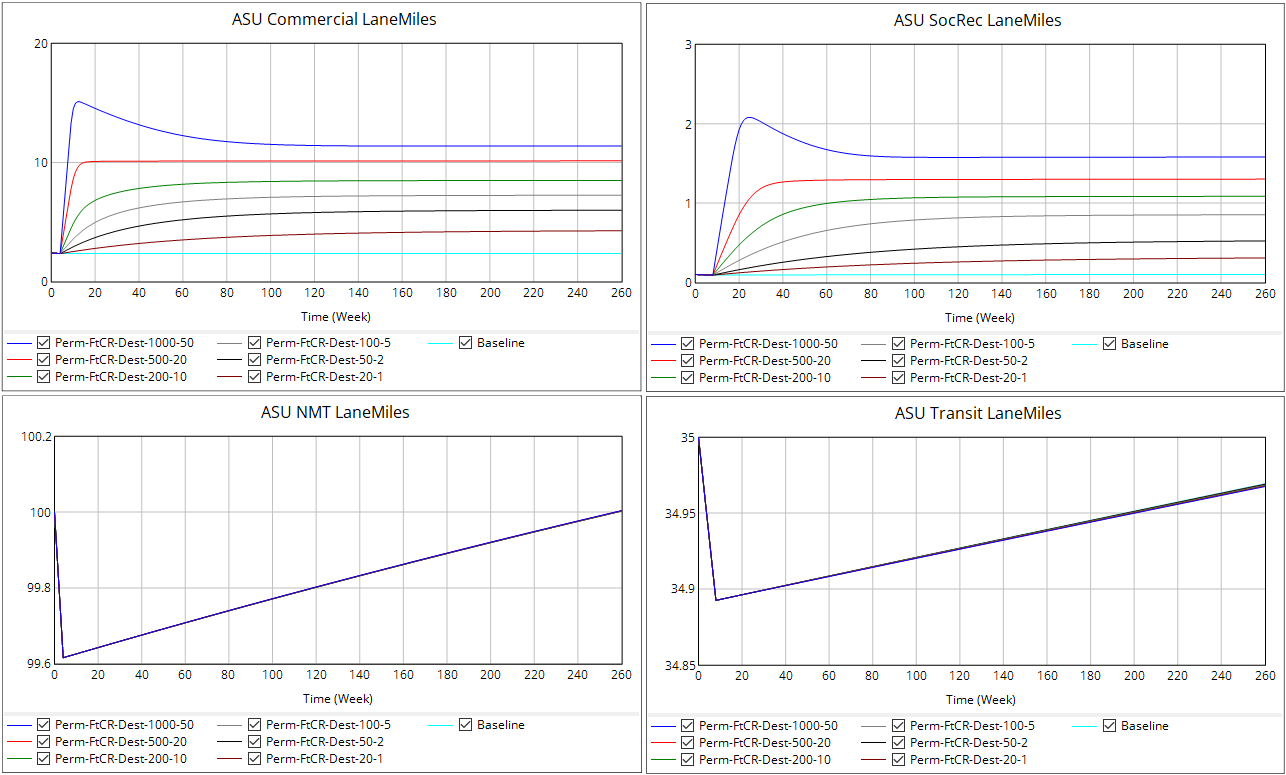 ASU Commercial LaneMiles
20
10
0
0 20 40 60 80 100 120 140 160 180 200 220 240 260
Time (Week)
Perm-FtCR-Dest-1000-50 Perm-FtCR-Dest-100-5 Baseline
Perm-FtCR-Dest-500-20 Perm-FtCR-Dest-50-2
Perm-FtCR-Dest-200-10 Perm-FtCR-Dest-20-1
ASU SocRec LaneMiles
3
2
1
0
0 20 40 60 80 100 120 140 160 180 200 220 240 260
Time (Week)
Perm-FtCR-Dest-1000-50 Perm-FtCR-Dest-100-5 Baseline
Perm-FtCR-Dest-500-20 Perm-FtCR-Dest-50-2
Perm-FtCR-Dest-200-10 Perm-FtCR-Dest-20-1
ASU NMT LaneMiles
100.2
100
99.8
99.6
0 20 40 60 80 100 120 140 160 180 200 220 240 260
Time (Week)
Perm-FtCR-Dest-1000-50 Perm-FtCR-Dest-100-5 Baseline
Perm-FtCR-Dest-500-20 Perm-FtCR-Dest-50-2
Perm-FtCR-Dest-200-10 Perm-FtCR-Dest-20-1
ASU Transit LaneMiles
35
34.95
34.9
34.85
0 20 40 60 80 100 120 140 160 180 200 220 240 260
Time (Week)
Perm-FtCR-Dest-1000-50 Perm-FtCR-Dest-100-5 Baseline
Perm-FtCR-Dest-500-20 Perm-FtCR-Dest-50-2
Perm-FtCR-Dest-200-10 Perm-FtCR-Dest-20-1